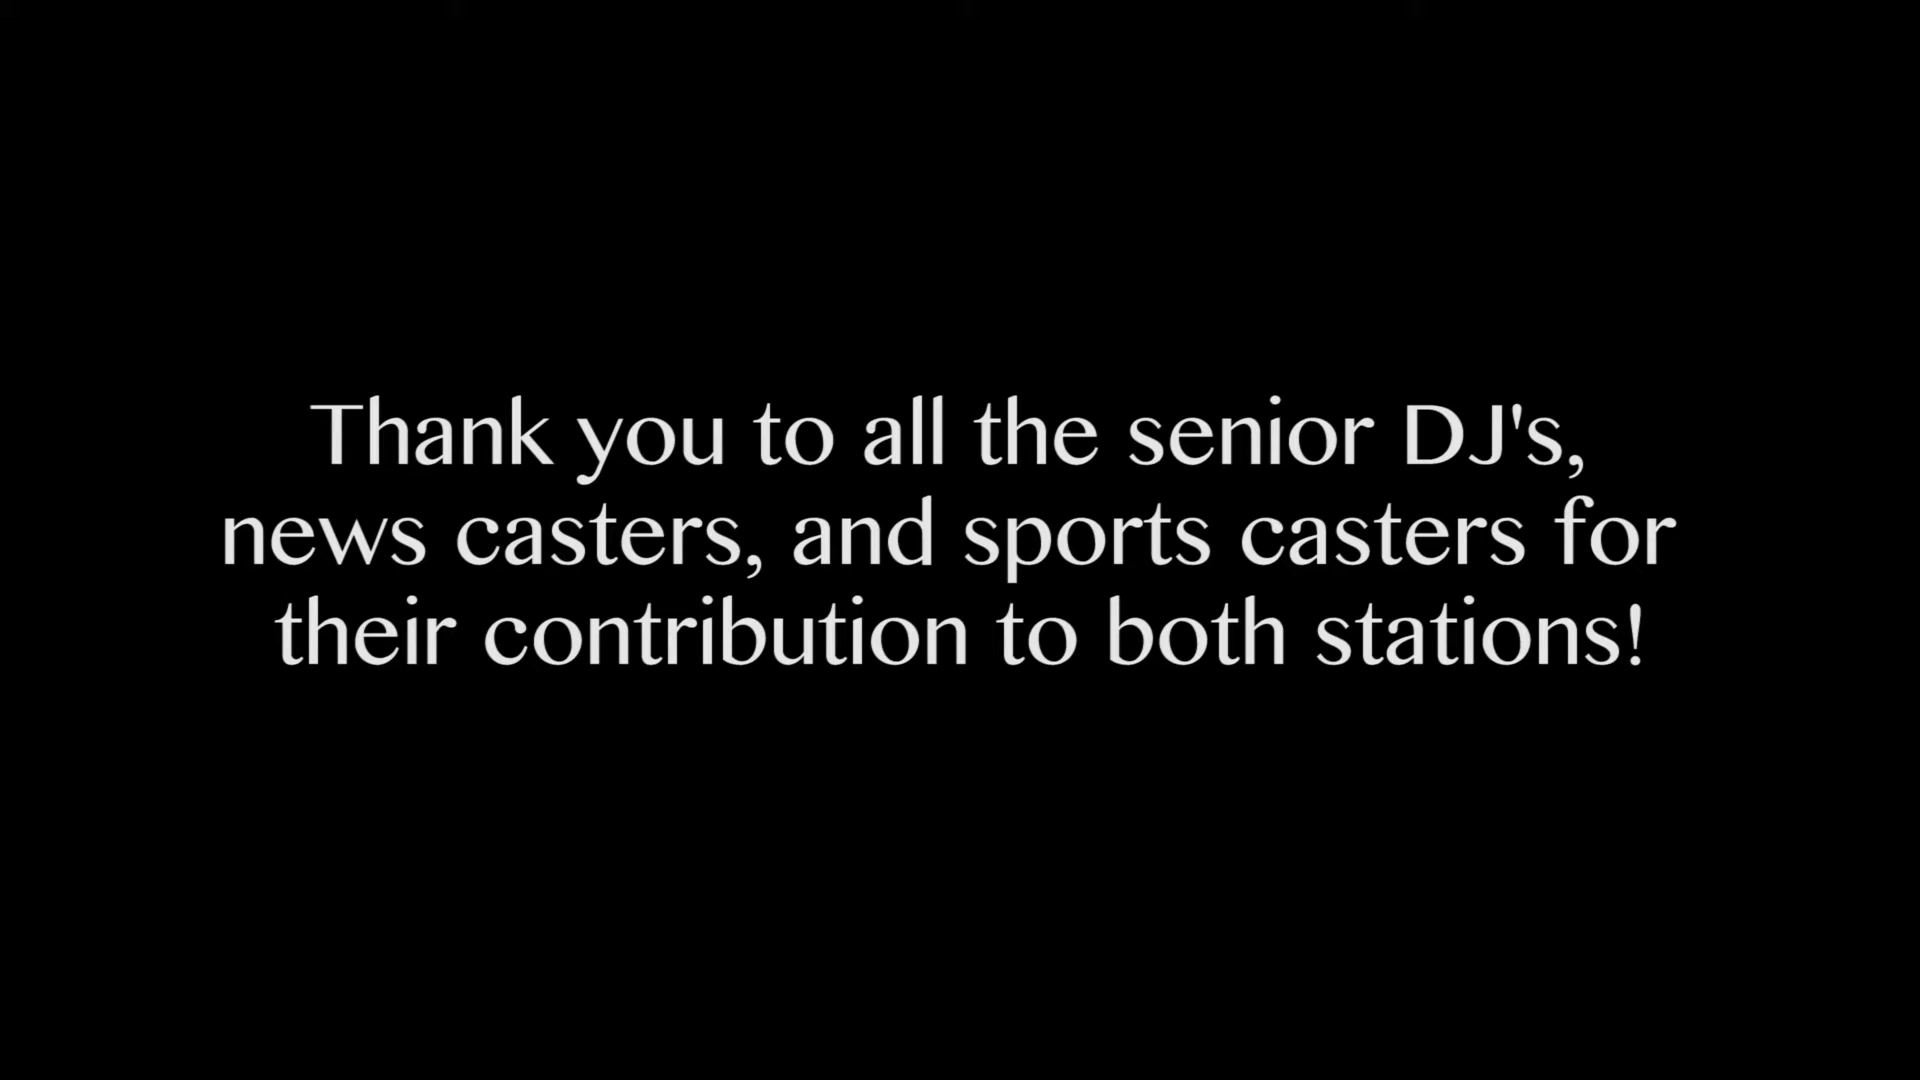 Thank you to all the senior DJ's,
news casters, and sports casters for
their contribution to both stations!